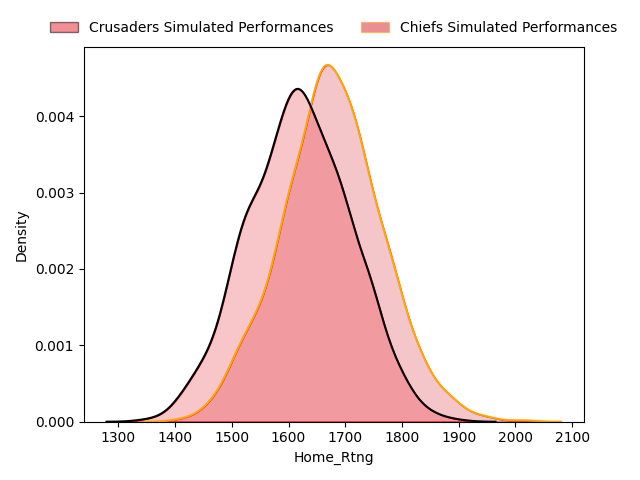 Crusaders Simulated Performances Chiefs Simulated Performances
0.004
0.003
0.002
0.001
0.000
Density
1300 1400 1500 1600 1700 1800 1900 2000 2100
Home_Rtng